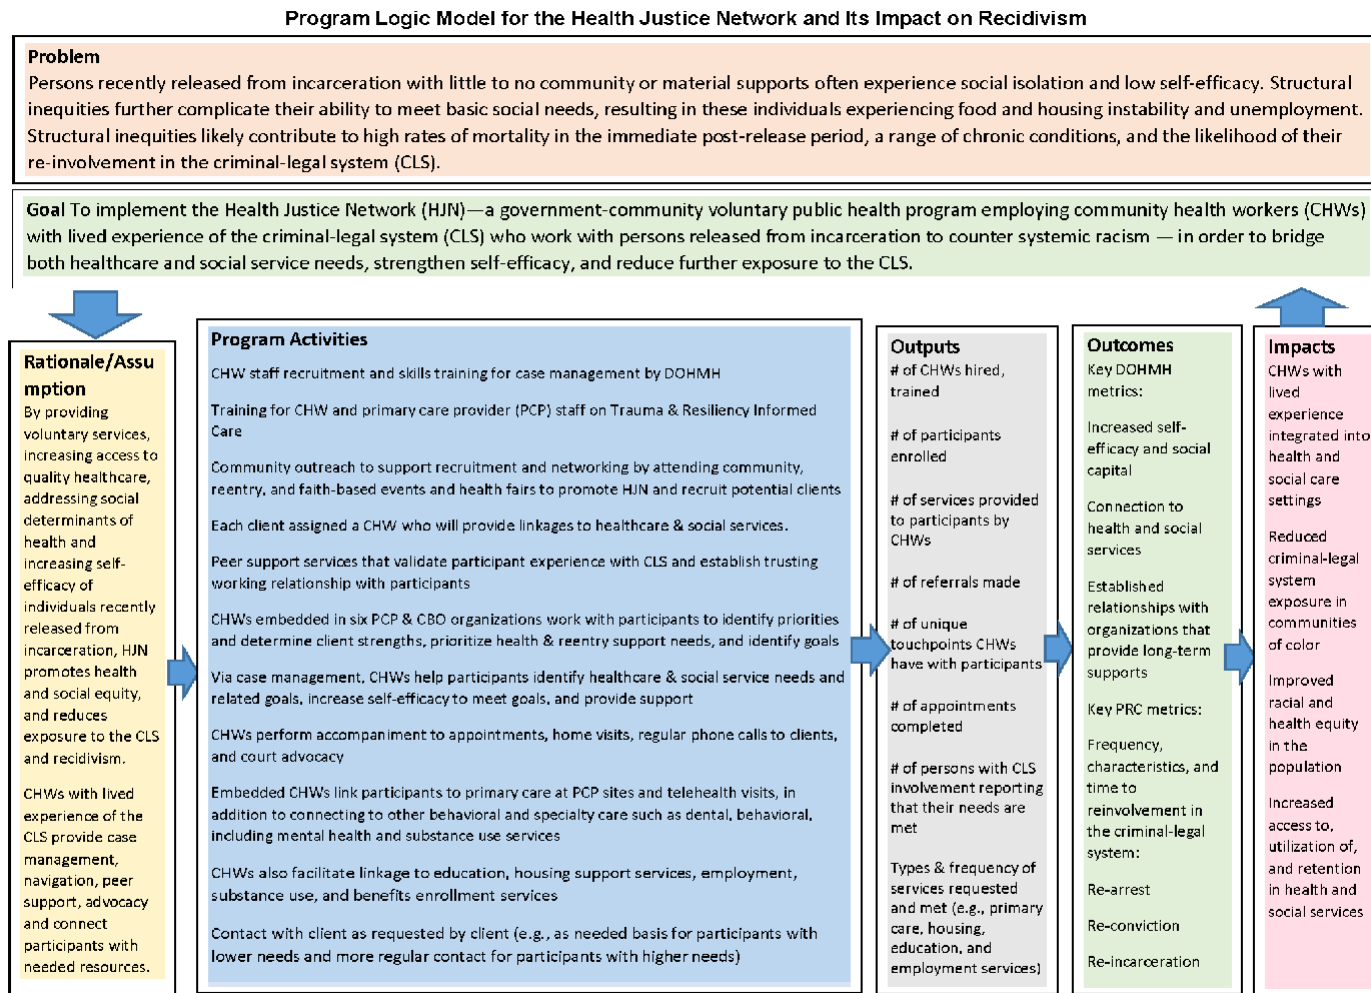 Program Logic Model for the Health Justice Network and Its Impact on Recidivism
Problem
Persons recently released from incarceration with little to no community or material supports often experience social isolation and low self-efficacy. Structural
inequities further complicate their ability to meet basic social needs, resulting in these individuals experiencing food and housing instability and unemployment.
Structural inequities likely contribute to high rates of mortality in the immediate post-release period, a range of chronic conditions, and the likelihood of their
re-involvement in the criminal-legal system (CLS).
Goal To implement the Health Justice Network (HJN)—a government-community voluntary public health program employing community health workers (CHWs)
with lived experience of the criminal-legal system (CLS) who work with persons released from incarceration to counter systemic racism — in order to bridge
both healthcare and social service needs, strengthen self-efficacy, and reduce further exposure to the CLS.
Rationale/Assu
mption
By providing
voluntary services,
increasing access to
quality healthcare,
addressing social
determinants of
health and
increasing self-
efficacy of
individuals recently
released from
incarceration, HJN
promotes health
and social equity,
and reduces
exposure to the CLS
and recidivism.
CHWs with lived
experience of the
CLS provide case
management,
navigation, peer
support, advocacy
and connect
participants with
needed resources.
Program Activities
CHW staff recruitment and skills training for case management by DOHMH
Training for CHW and primary care provider (PCP) staff on Trauma & Resiliency Informed
Care
Community outreach to support recruitment and networking by attending community,
reentry, and faith-based events and health fairs to promote HJN and recruit potential clients
Each client assigned a CHW who will provide linkages to healthcare & social services.
Peer support services that validate participant experience with CLS and establish trusting
working relationship with participants
CHWs embedded in six PCP & CBO organizations work with participants to identify priorities
and determine client strengths, prioritize health & reentry support needs, and identify goals
Via case management, CHWs help participants identify healthcare & social service needs and
related goals, increase self-efficacy to meet goals, and provide support
CHWs perform accompaniment to appointments, home visits, regular phone calls to clients,
and court advocacy
Embedded CHWs link participants to primary care at PCP sites and telehealth visits, in
addition to connecting to other behavioral and specialty care such as dental, behavioral,
including mental health and substance use services
CHWs also facilitate linkage to education, housing support services, employment,
substance use, and benefits enrollment services
Contact with client as requested by client (e.g., as needed basis for participants with
lower needs and more regular contact for participants with higher needs)
Outputs
# of CHWs hired,
trained
# of participants
enrolled
# of services provided
to participants by
CHWs
# of referrals made
# of unique
touchpoints CHWs
have with participants
# of appointments
completed
# of persons with CLS
involvement reporting
that their needs are
met
Types & frequency of
services requested
and met (e.g., primary
care, housing,
education, and
employment services)
Outcomes
Key DOHMH
metrics:
Increased self-
efficacy and social
capital
Connection to
health and social
services
Established
relationships with
organizations that
provide long-term
supports
Key PRC metrics:
Frequency,
characteristics, and
time to
reinvolvement in
the criminal-legal
system:
Re-arrest
Re-conviction
Re-incarceration
Impacts
CHWs with
lived
experience
integrated into
health and
social care
settings
Reduced
criminal-legal
system
exposure in
communities
of color
Improved
racial and
health equity
in the
population
Increased
access to,
utilization of,
and retention
in health and
social services